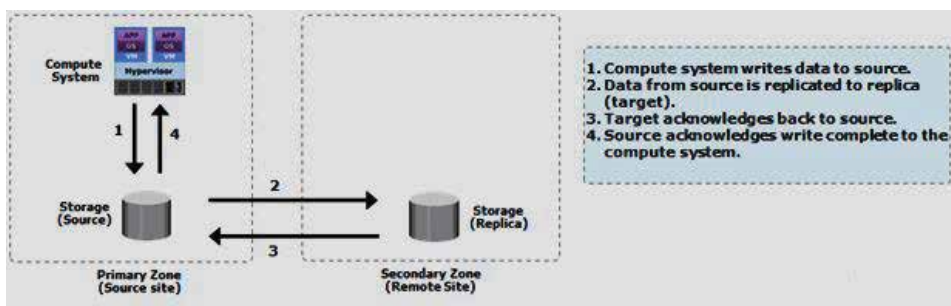 APP APP
OS OS
VM VM
Hypervisor
Compute
System
1
4
1. Compute system writes data to source.
2. Data from source is replicated to replica
(target).
3. Target acknowledges back to source.
4. Source acknowledges write complete to the
compute system.
2
Storage
(Source)
Storage
(Replica)
3
Primary Zone
(Source site)
Secondary Zone
(Remote Site)